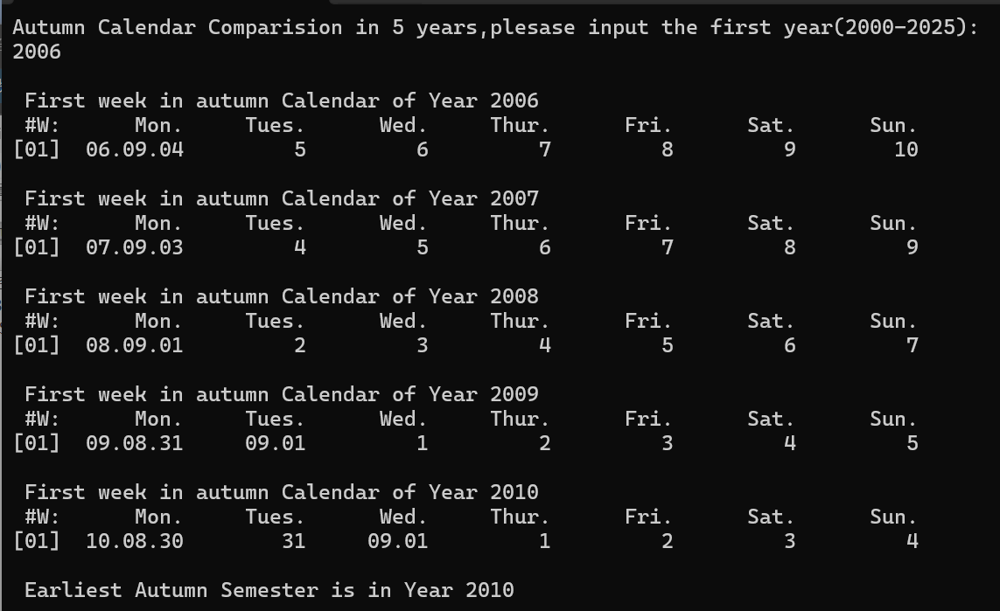 Autumn Calendar Comparision in 5 years,plesase input the first year(2000-2025):
2006
First week in autumn Calendar of Year 2006
#W: Mon. Tues. Wed. Thur. Fri. Sat. Sun.
[01] 06.09.04 5 6 7 8 9 10
First week in autumn Calendar of Year 2007
#W: Mon. Tues. Wed. Thur. Fri. Sat. Sun.
[01] 07.09.03 4 5 6 7 8 9
First week in autumn Calendar of Year 2008
#W: Mon. Tues. Wed. Thur. Fri. Sat. Sun.
[01] 08.09.01 2 3 4 5 6 7
First week in autumn Calendar of Year 2009
#W: Mon. Tues. Wed. Thur. Fri. Sat. Sun.
[01] 09.08.31 09.01 1 2 3 4 5
First week in autumn Calendar of Year 2010
#W: Mon. Tues. Wed. Thur. Fri. Sat. Sun.
[01] 10.08.30 31 09.01 1 2 3 4
Earliest Autumn Semester is in Year 2010